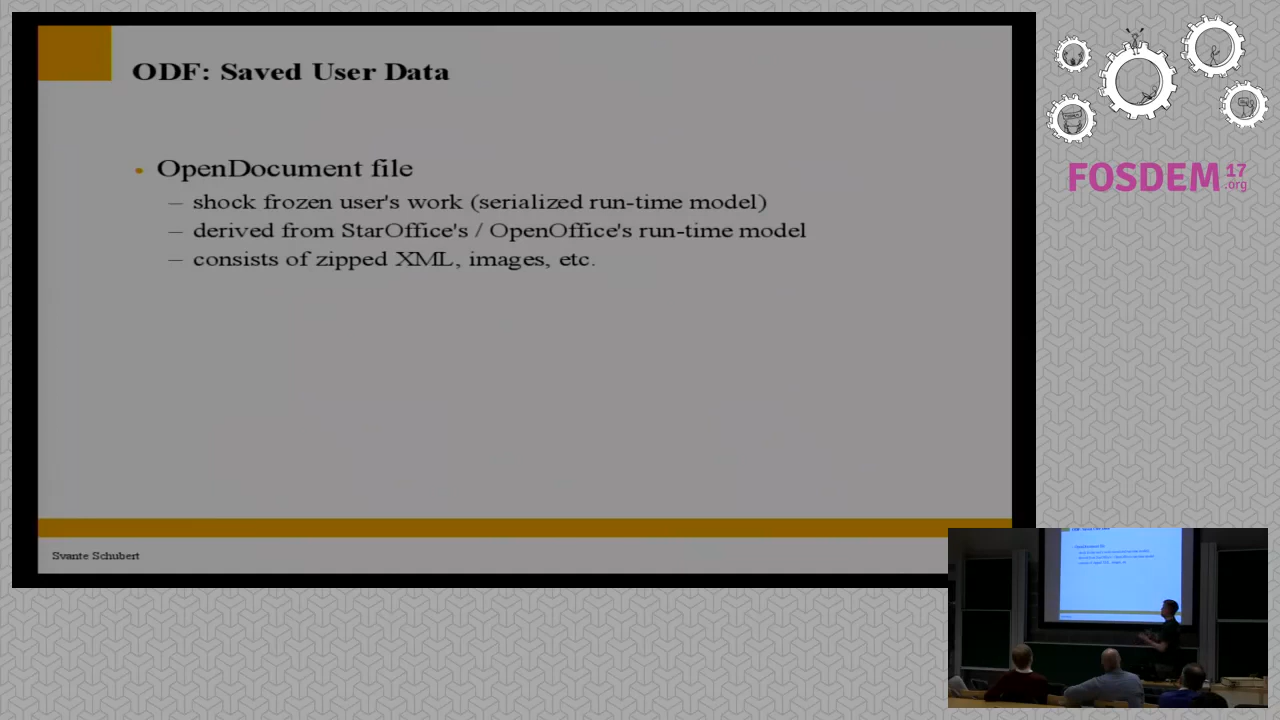 ODF: Saved User Data
• OpenDocument file
– shock frozen user's work (serialized run-time model)
– derived from StarOffice's / OpenOffice's run-time model
– consists of zipped XML, images, etc.
Svante Schubert
FOSDEM 17
.org